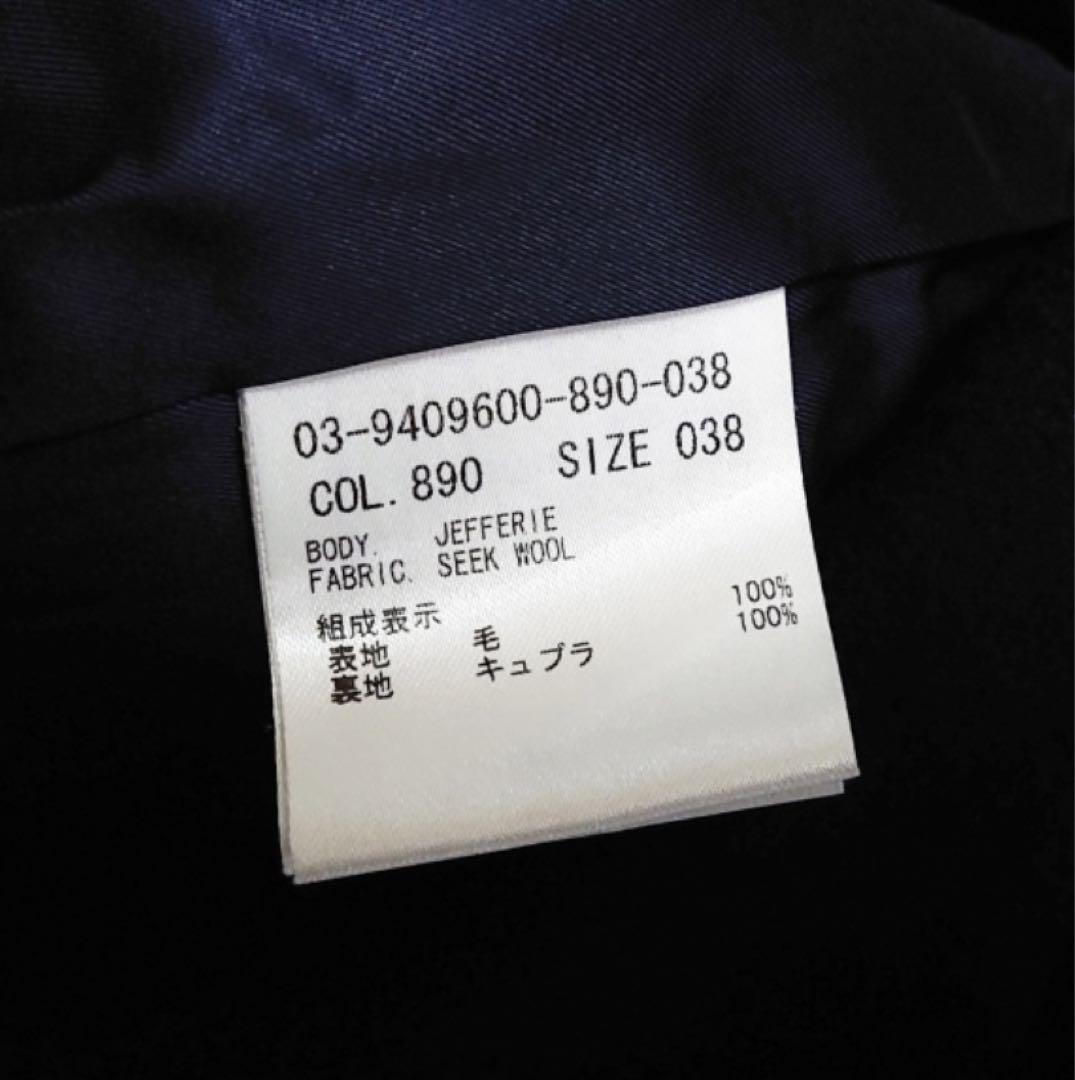 03-9409600-890-038
COL. 890 SIZE 038
BODY. JEFFERIE
FABRIC. SEEK WOOL
組成表示
表地 毛 100%
裏地 キュプラ 100%